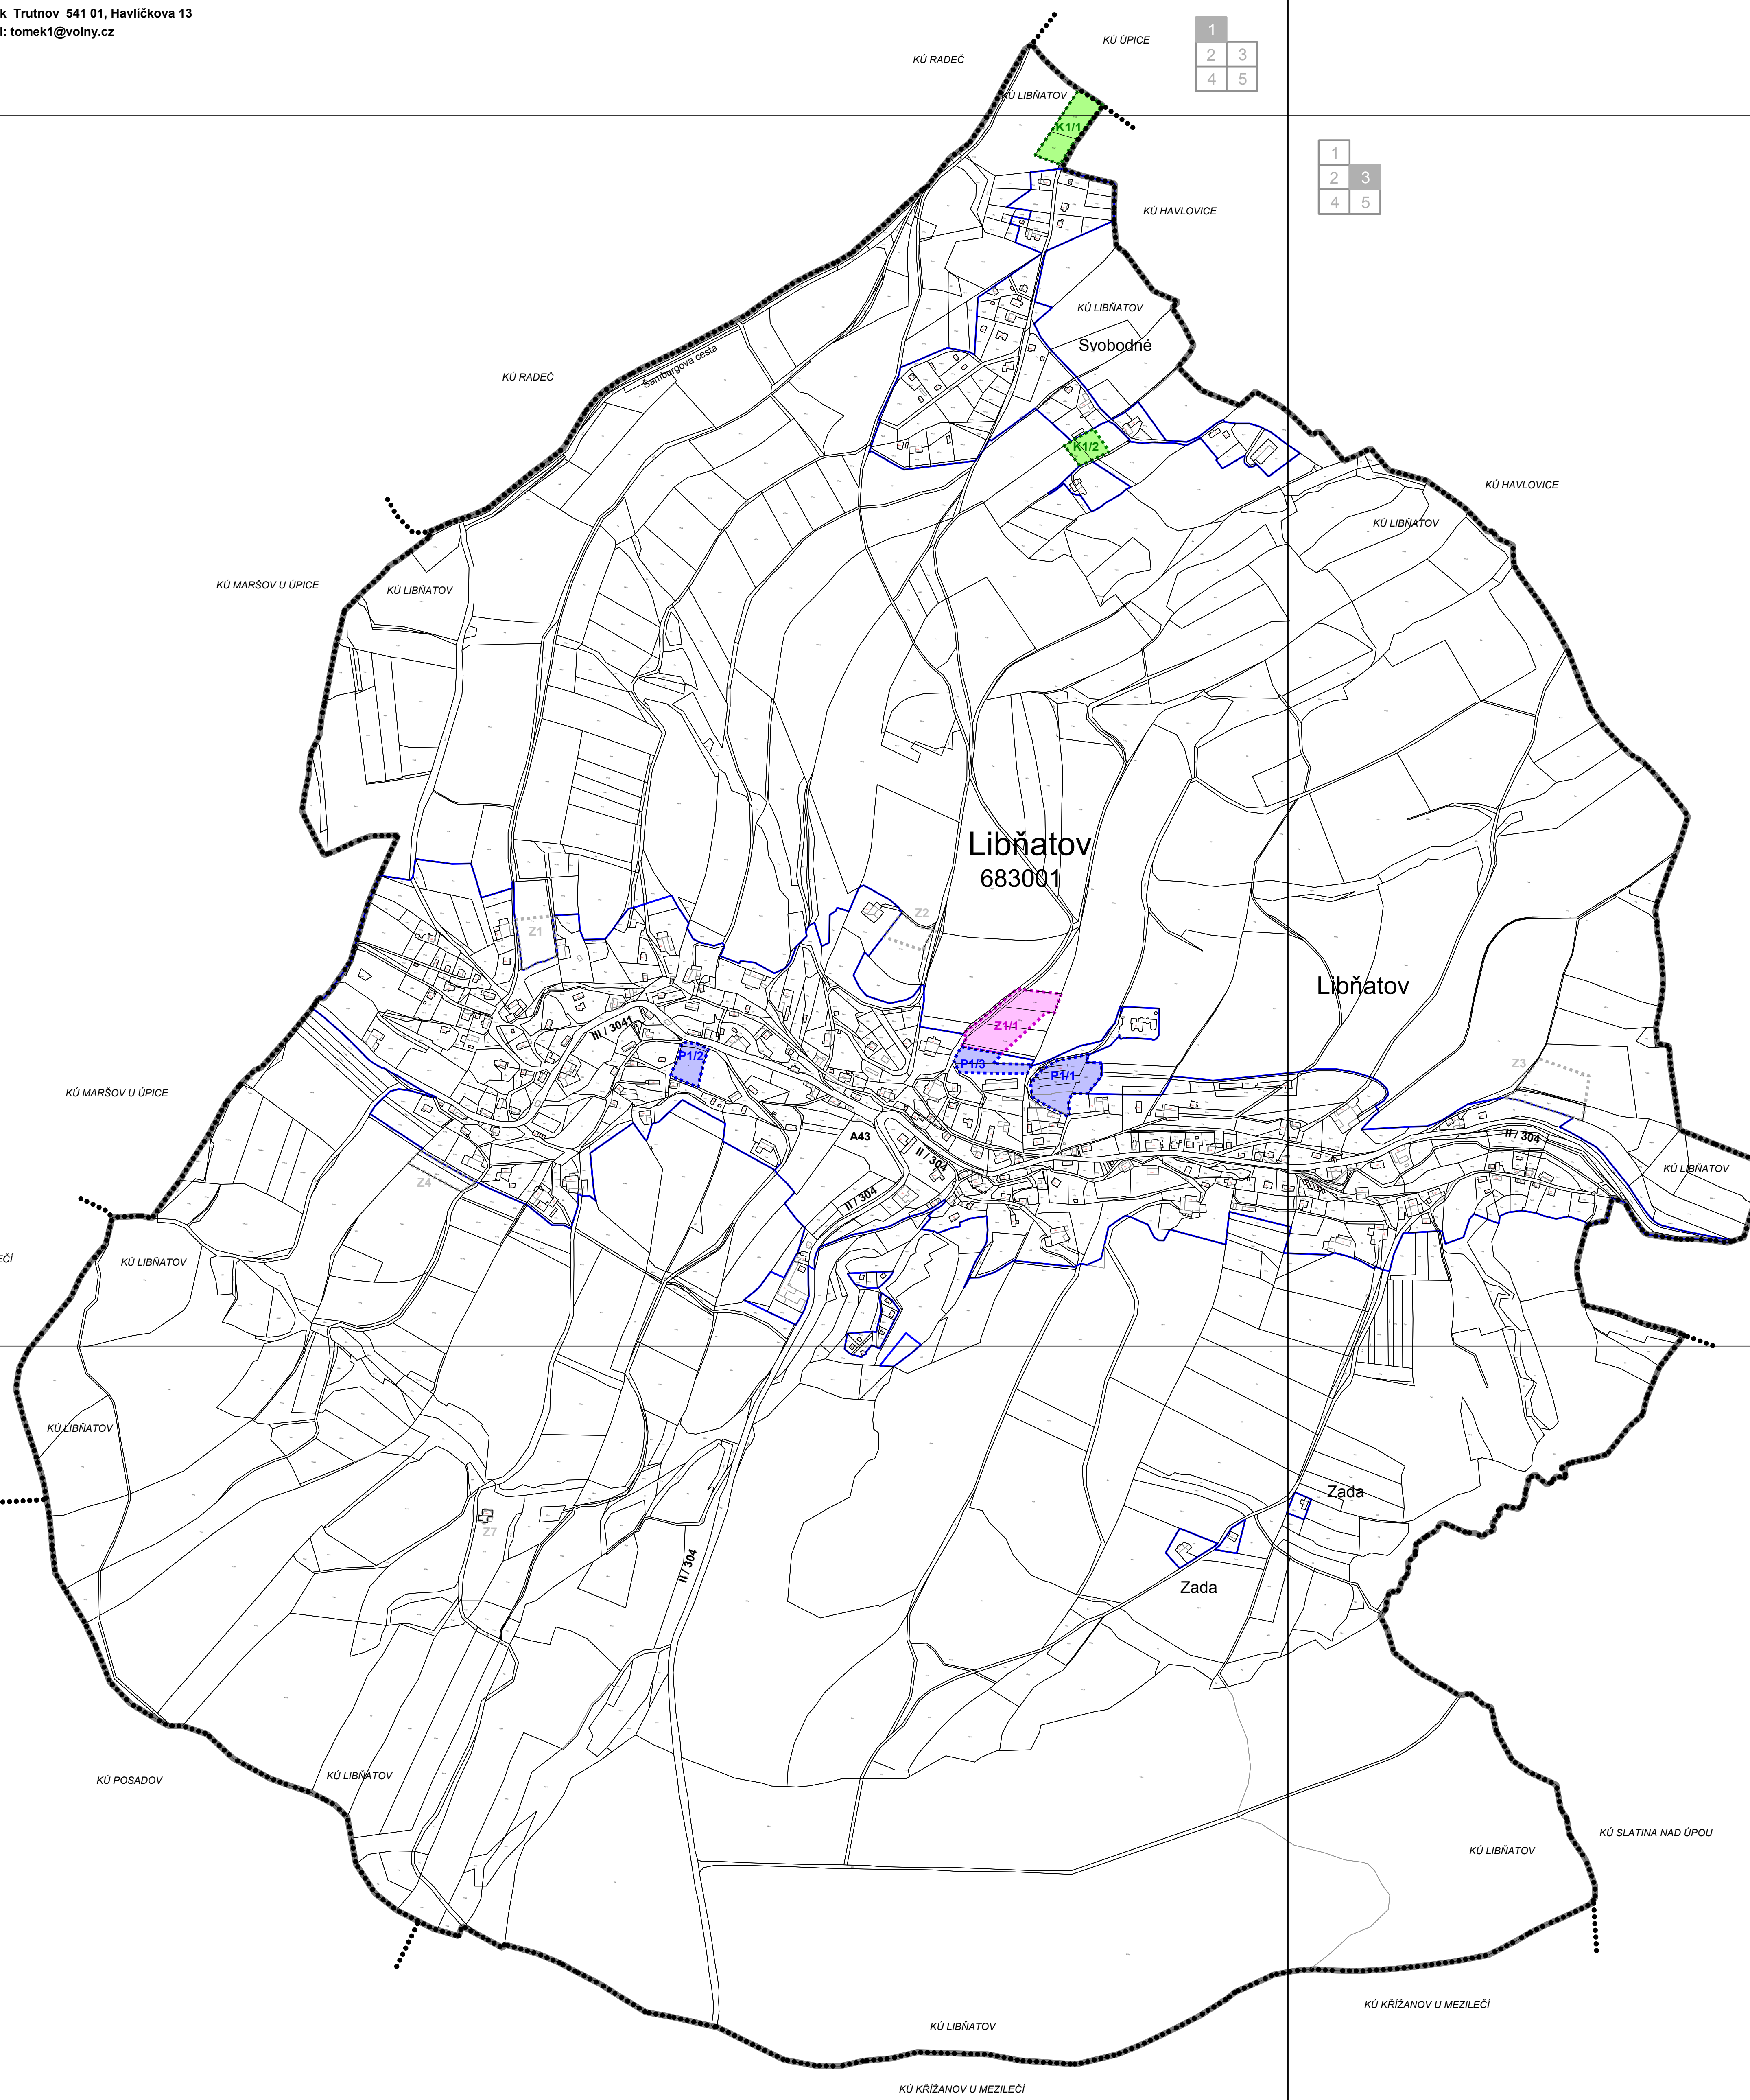 k Trutnov 541 01, Havlíčkova 13
l: tomek1@volny.cz
KÚ ÚPICE
1
2 3
4 5
KÚ RADEČ
KÚ LIBŇATOV
K1/1
1
2 3
4 5
KÚ HAVLOVICE
KÚ LIBŇATOV
Svobodné
Šamburgova cesta
KÚ RADEČ
K1/2
KÚ HAVLOVICE
KÚ LIBŇATOV
KÚ MARŠOV U ÚPICE
KÚ LIBŇATOV
Libňatov
683001
Z2
Z1
Libňatov
Z1/1
III / 3041
P1/2
P1/3
P1/1
Z3
KÚ MARŠOV U ÚPICE
A43
II / 304
II / 304
KÚ LIBŇATOV
Z4
II / 304
EČÍ
KÚ LIBŇATOV
KÚ LIBŇATOV
Zada
Z7
II / 304
Zada
KÚ POSADOV
KÚ LIBŇATOV
KÚ SLATINA NAD ÚPOU
KÚ LIBŇATOV
KÚ KŘÍŽANOV U MEZILEČÍ
KÚ LIBŇATOV
KÚ KŘÍŽANOV U MEZILEČÍ